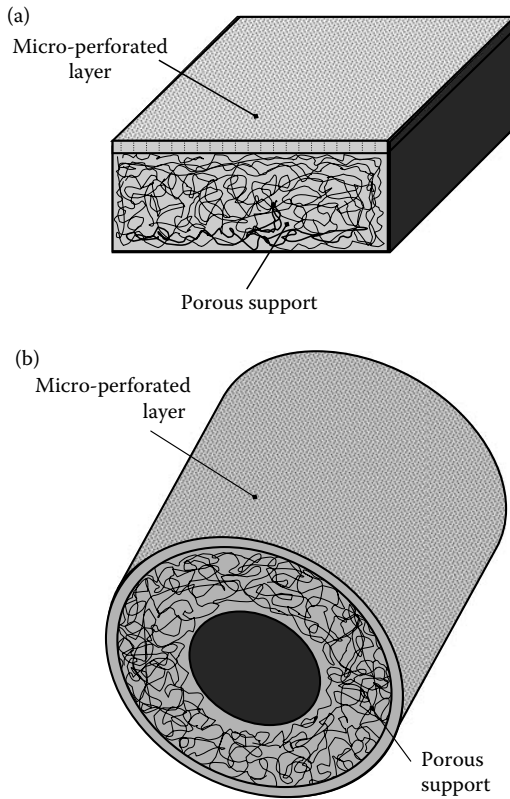 (a)
Micro-perforated
layer
Porous support
(b)
Micro-perforated
layer
Porous
support